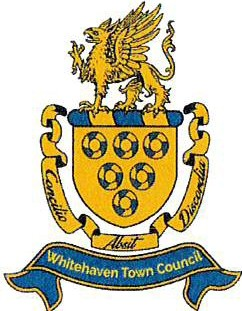 Concilio
Absit
Discordia
Whitehaven Town Council